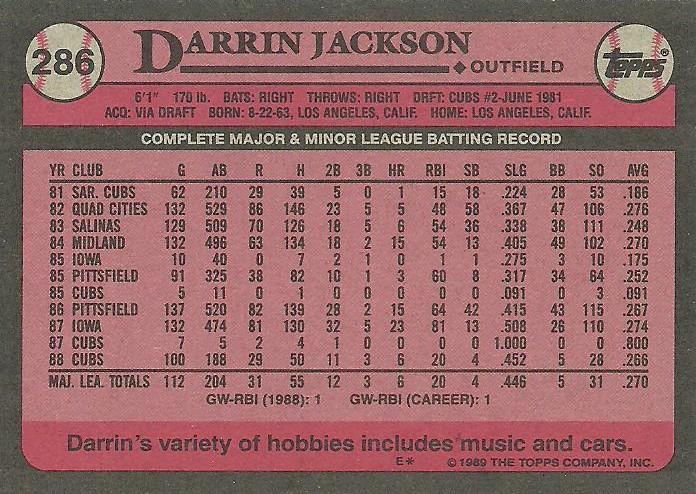 286 DARRIN JACKSON
TOPPS®
OUTFIELD
6'1" 170 lb. BATS: RIGHT THROWS: RIGHT DRFT: CUBS #2-JUNE 1981
ACQ: VIA DRAFT BORN: 8-22-63, LOS ANGELES, CALIF. HOME: LOS ANGELES, CALIF.
COMPLETE MAJOR & MINOR LEAGUE BATTING RECORD
YR CLUB G AB R H 2B 3B HR RBI SB SLG BB SO AVG
81 SAR. CUBS 62 210 29 39 5 0 1 15 18 .224 28 53 .186
82 QUAD CITIES 132 529 86 146 23 5 5 48 58 .367 47 106 .276
83 SALINAS 129 509 70 126 18 5 6 54 36 .338 38 111 .248
84 MIDLAND 132 496 63 134 18 2 15 54 13 .405 49 102 .270
85 IOWA 10 40 0 7 2 1 0 1 1 .275 3 10 .175
85 PITTSFIELD 91 325 38 82 10 1 3 60 8 .317 34 64 .252
85 CUBS 5 11 0 1 0 0 0 0 0 .091 0 3 .091
86 PITTSFIELD 137 520 82 139 28 2 15 64 42 .415 43 115 .267
87 IOWA 132 474 81 130 32 5 23 81 13 .508 26 110 .274
87 CUBS 7 5 2 4 1 0 0 0 0 1.000 0 0 .800
88 CUBS 100 188 29 50 11 3 6 20 4 .452 5 28 .266
MAJ. LEA. TOTALS 112 204 31 55 12 3 6 20 4 .446 5 31 .270
GW-RBI (1988): 1 GW-RBI (CAREER): 1
Darrin's variety of hobbies includes music and cars.
E* © 1989 THE TOPPS COMPANY, INC.